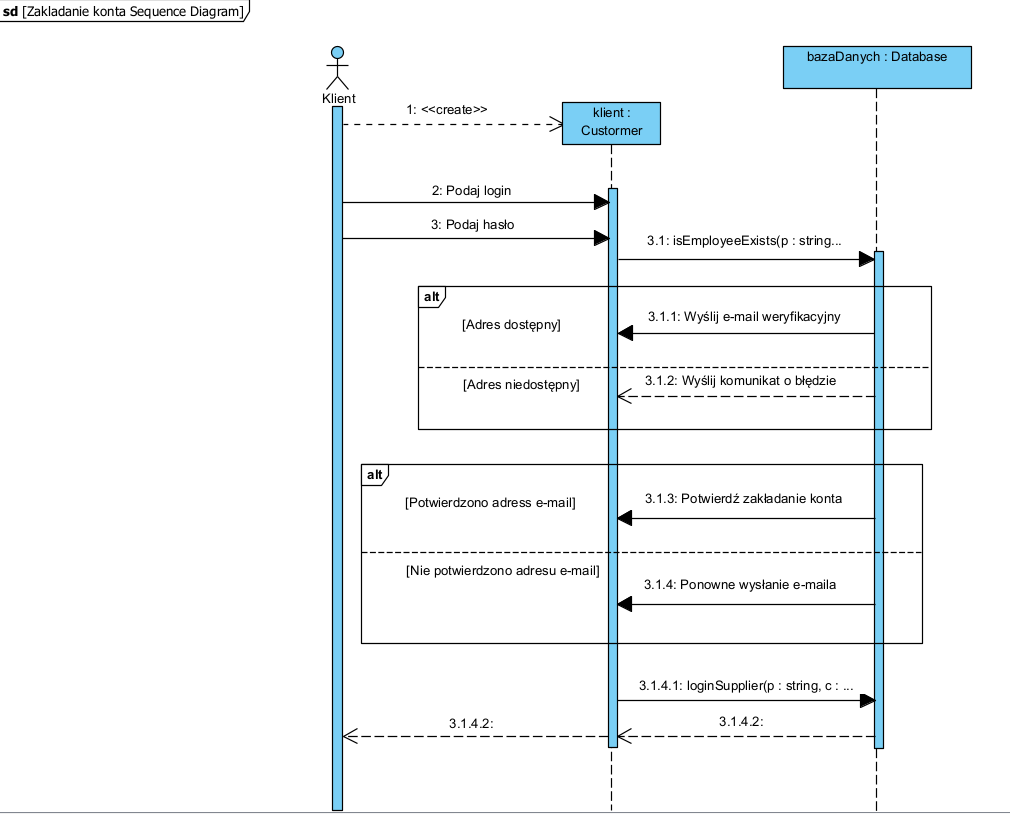 sd [Zakladanie konta Sequence Diagram]
Klient
bazaDanych : Database
1: <<create>>
klient :
Custormer
2: Podaj login
3: Podaj hasło
3.1: isEmployeeExists(p : string...
alt
[Adres dostępny]
3.1.1: Wyślij e-mail weryfikacyjny
[Adres niedostępny]
3.1.2: Wyślij komunikat o błędzie
alt
[Potwierdzono adress e-mail]
3.1.3: Potwierdź zakładanie konta
[Nie potwierdzono adresu e-mail]
3.1.4: Ponowne wysłanie e-maila
3.1.4.1: loginSupplier(p : string, c : ...
3.1.4.2:
3.1.4.2: